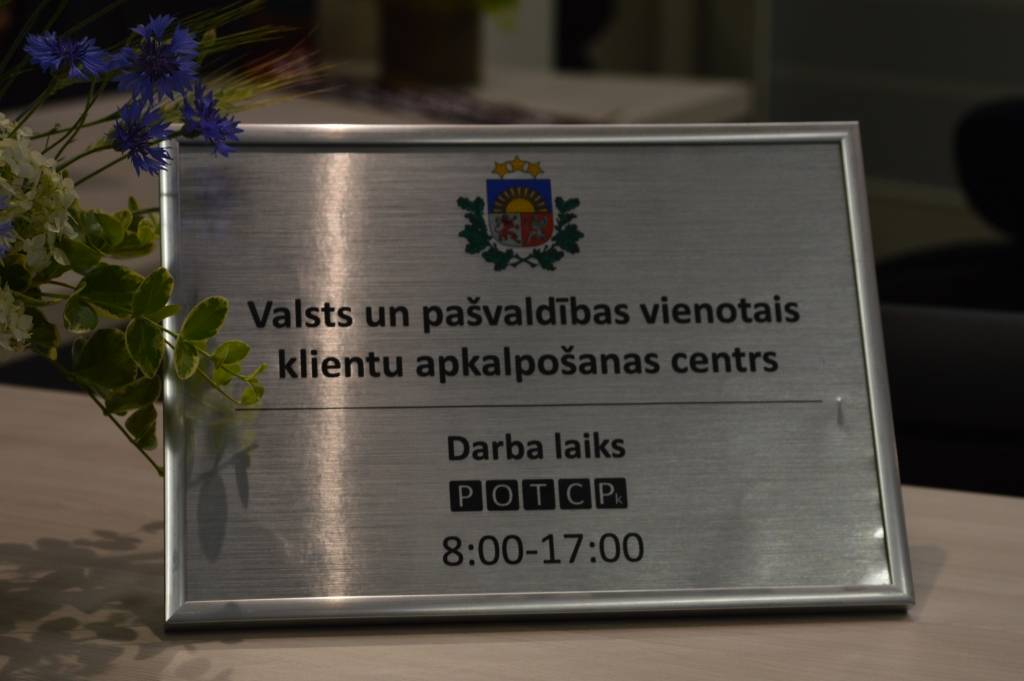 Valsts un pašvaldības vienotais
klientu apkalpošanas centrs
Darba laiks
P O T C Pk
8:00-17:00